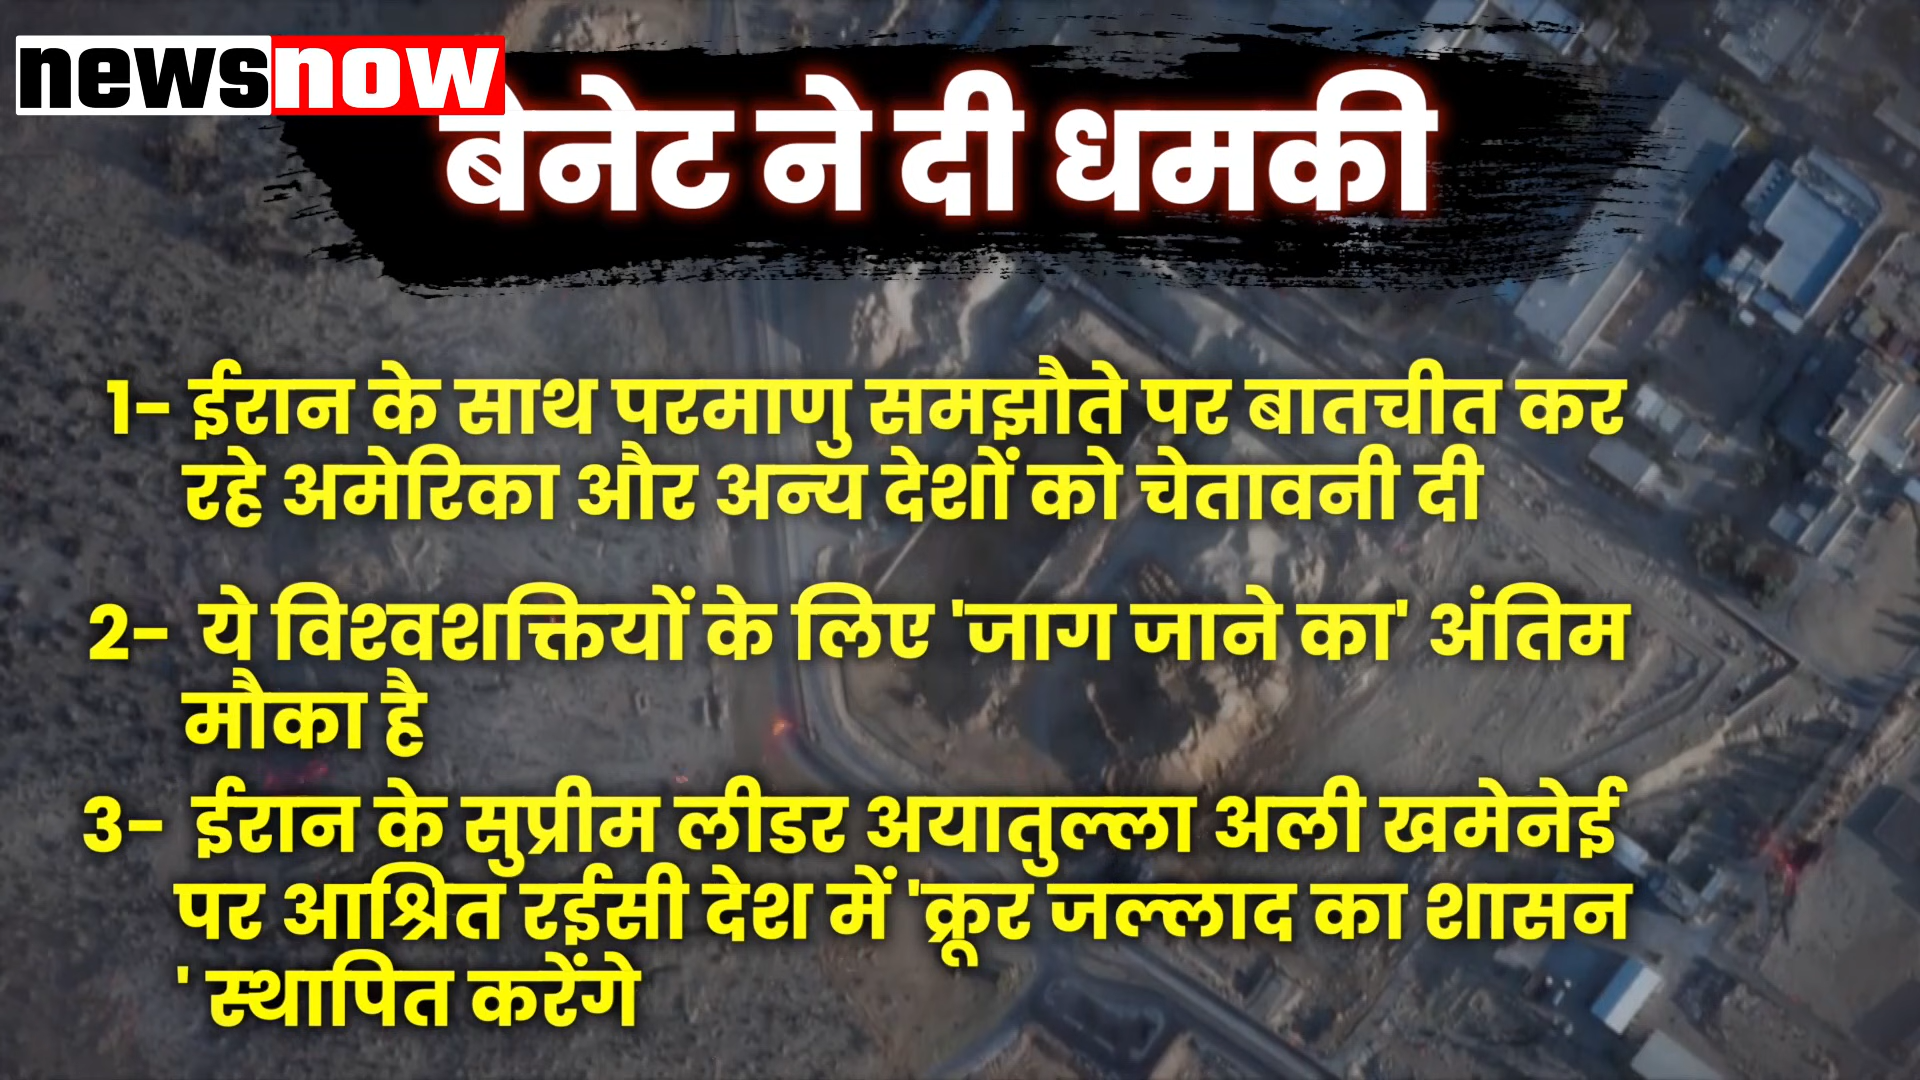 newsnow
बेनेट ने दी धमकी
1- ईरान के साथ परमाणु समझौते पर बातचीत कर
रहे अमेरिका और अन्य देशों को चेतावनी दी
2- ये विश्वशक्तियों के लिए 'जाग जाने का' अंतिम
मौका है
3- ईरान के सुप्रीम लीडर अयातुल्ला अली खमेनेई
पर आश्रित रईसी देश में 'क्रूर जल्लाद का शासन
' स्थापित करेंगे